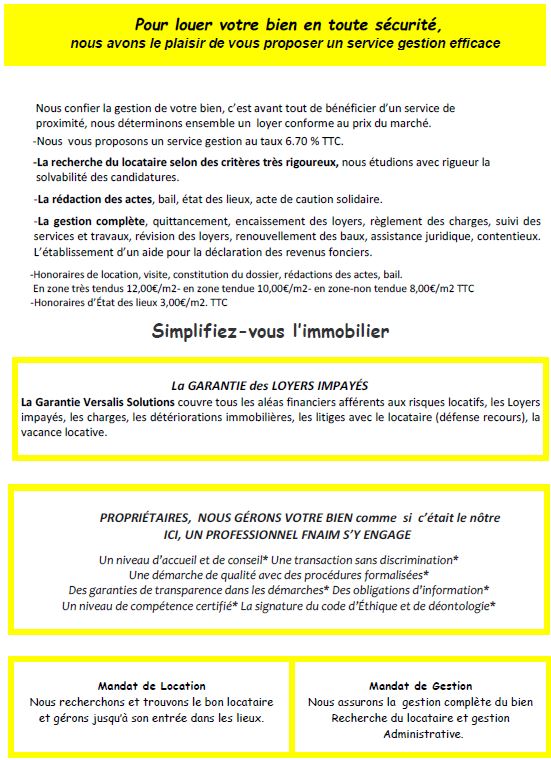 Pour louer votre bien en toute sécurité,
nous avons le plaisir de vous proposer un service gestion efficace
Nous confier la gestion de votre bien, c'est avant tout de bénéficier d'un service de
proximité, nous déterminons ensemble un loyer conforme au prix du marché.
-Nous vous proposons un service gestion au taux 6.70 % TTC.
-La recherche du locataire selon des critères très rigoureux, nous étudions avec rigueur la
solvabilité des candidatures.
-La rédaction des actes, bail, état des lieux, acte de caution solidaire.
-La gestion complète, quittancement, encaissement des loyers, règlement des charges, suivi des
services et travaux, révision des loyers, renouvellement des baux, assistance juridique, contentieux.
L'établissement d'un aide pour la déclaration des revenus fonciers.
-Honoraires de location, visite, constitution du dossier, rédactions des actes, bail.
En zone très tendus 12,00€/m2- en zone tendue 10,00€/m2- en zone-non tendue 8,00€/m2 TTC
-Honoraires d'État des lieux 3,00€/m2. TTC
Simplifiez-vous l'immobilier
La GARANTIE des LOYERS IMPAYÉS
La Garantie Versalis Solutions couvre tous les aléas financiers afférents aux risques locatifs, les Loyers
impayés, les charges, les détériorations immobilières, les litiges avec le locataire (défense recours), la
vacance locative.
PROPRIÉTAIRES, NOUS GÉRONS VOTRE BIEN comme si c'était le nôtre
ICI, UN PROFESSIONNEL FNAIM S'Y ENGAGE
Un niveau d'accueil et de conseil* Une transaction sans discrimination*
Une démarche de qualité avec des procédures formalisées*
Des garanties de transparence dans les démarches* Des obligations d'information*
Un niveau de compétence certifié* La signature du code d'Éthique et de déontologie*
Mandat de Location
Nous recherchons et trouvons le bon locataire
et gérons jusqu'à son entrée dans les lieux.
Mandat de Gestion
Nous assurons la gestion complète du bien
Recherche du locataire et gestion
Administrative.